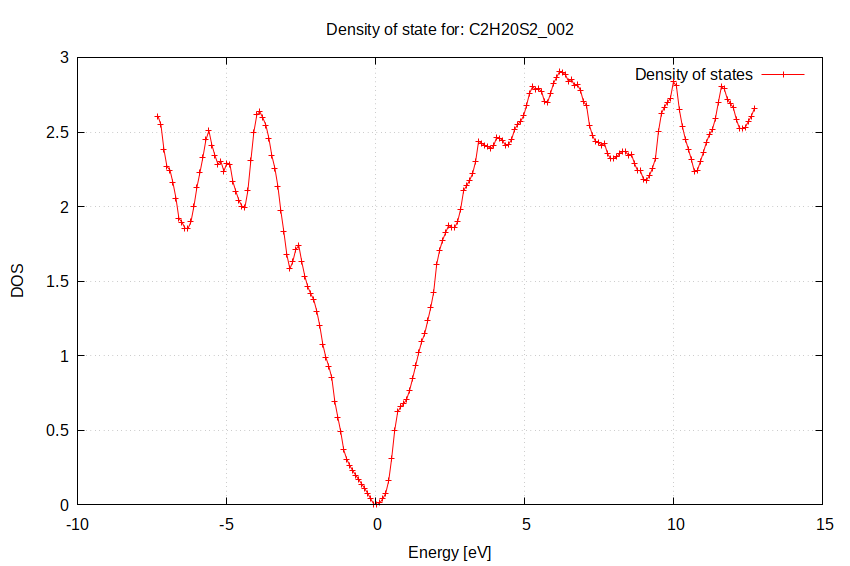 Density of state for: C2H20S2_002
Density of states
3
2.5
2
1.5
1
0.5
0
DOS
-10 -5 0 5 10 15
Energy [eV]